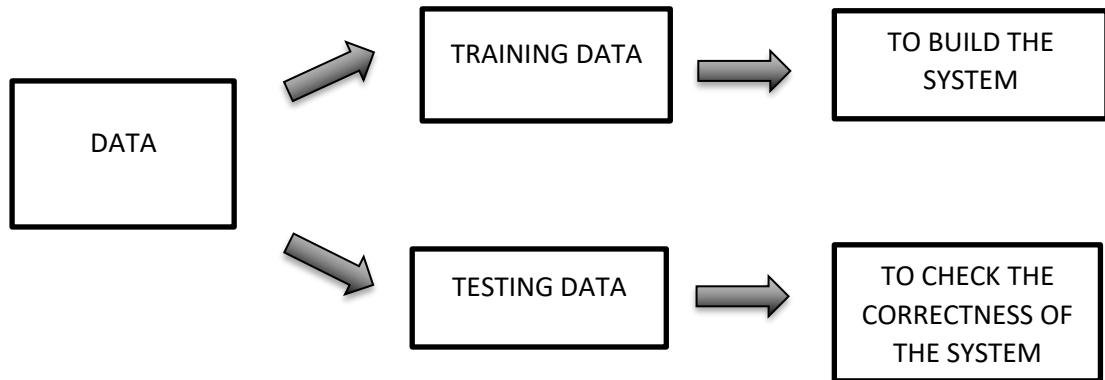 DATA
TRAINING DATA
TO BUILD THE
SYSTEM
TESTING DATA
TO CHECK THE
CORRECTNESS OF
THE SYSTEM